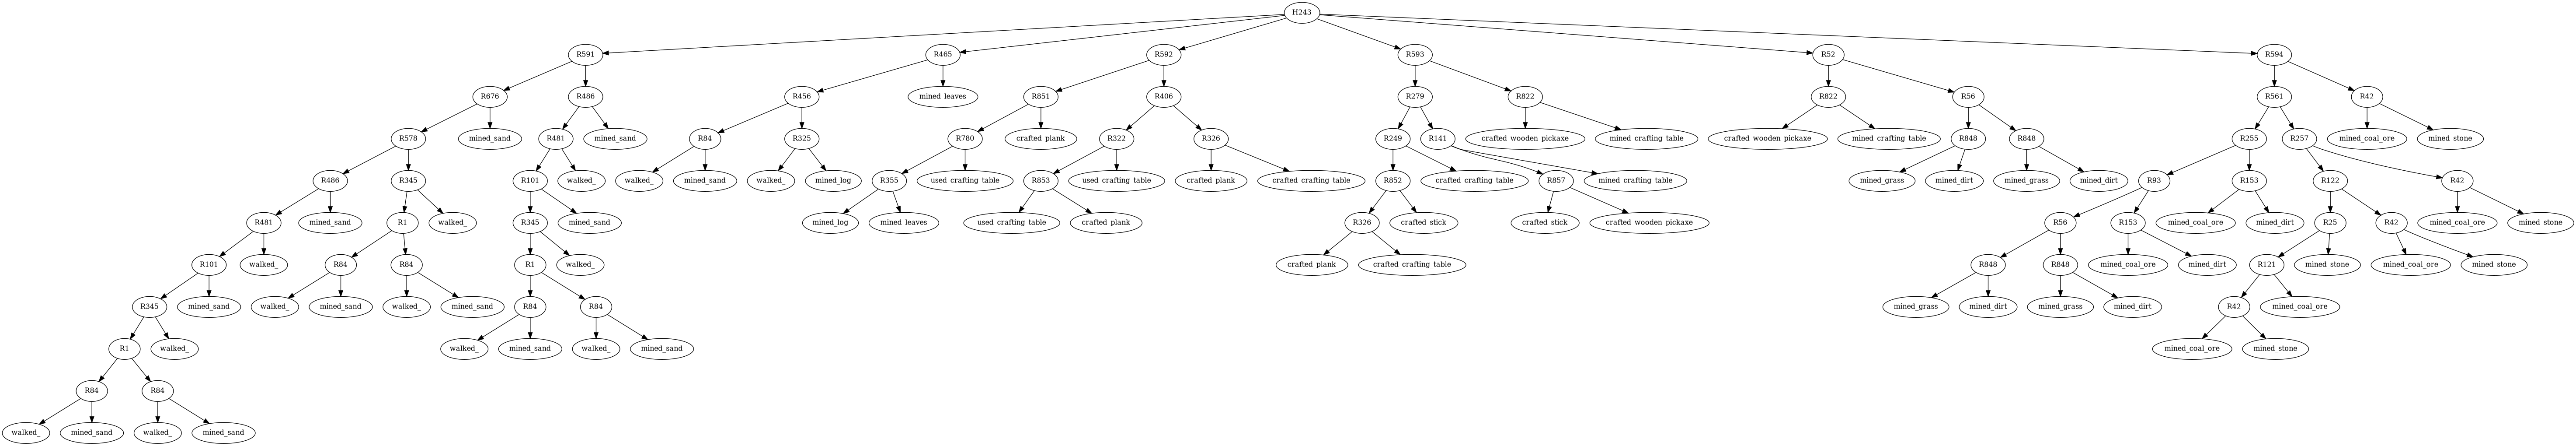 H243
R591 R465 R592 R593 R52 R594
R676 R486 R456 mined_leaves R851 R406 R279 R822 R822 R56 R561 R42
R578 mined_sand R481 mined_sand R84 R325 R780 crafted_plank R322 R326 R249 R141 crafted_wooden_pickaxe mined_crafting_table crafted_wooden_pickaxe mined_crafting_table R848 R848 R255 R257 mined_coal_ore mined_stone
R486 R345 R101 walked_ walked_ mined_sand walked_ mined_log R355 used_crafting_table R853 used_crafting_table crafted_plank crafted_crafting_table R852 crafted_crafting_table R857 mined_crafting_table mined_grass mined_dirt mined_grass mined_dirt R93 R153 R122 R42
R481 mined_sand R1 walked_ R345 mined_sand mined_log mined_leaves used_crafting_table crafted_plank R326 crafted_stick crafted_stick crafted_wooden_pickaxe R56 R153 mined_coal_ore mined_dirt R25 R42 mined_coal_ore mined_stone
R101 walked_ R84 R84 R1 walked_ crafted_plank crafted_crafting_table R848 R848 mined_coal_ore mined_dirt R121 mined_stone mined_coal_ore mined_stone
R345 mined_sand walked_ mined_sand walked_ mined_sand R84 R84 mined_grass mined_dirt mined_grass mined_dirt R42 mined_coal_ore
R1 walked_ walked_ mined_sand walked_ mined_sand mined_coal_ore mined_stone
R84 R84
walked_ mined_sand walked_ mined_sand